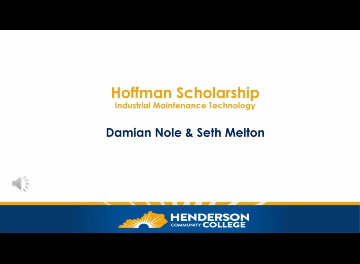 Hoffman Scholarship
Industrial Maintenance Technology
Damian Nole & Seth Melton
HENDERSON
COMMUNITY COLLEGE